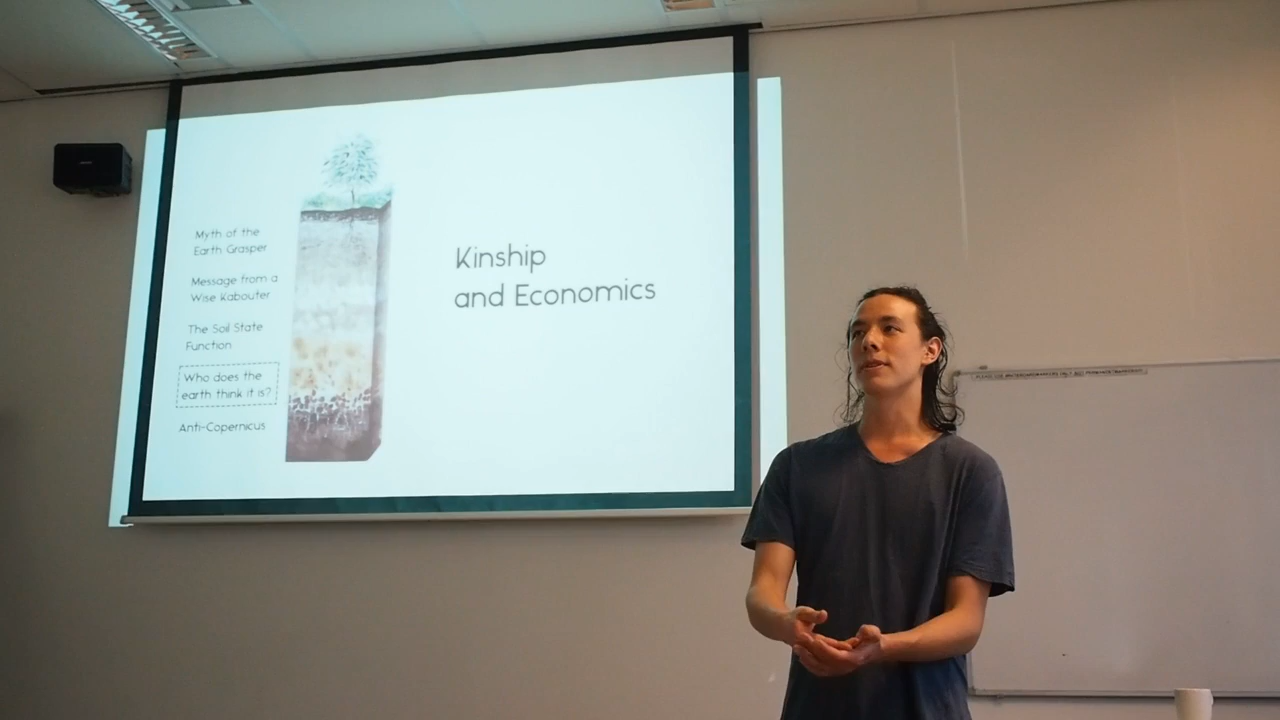 Myth of the
Earth Grasper
Message from a
Wise Kabouter
The Soil State
Function
Who does the
earth think it is?
Anti-Copernicus
Kinship
and Economics